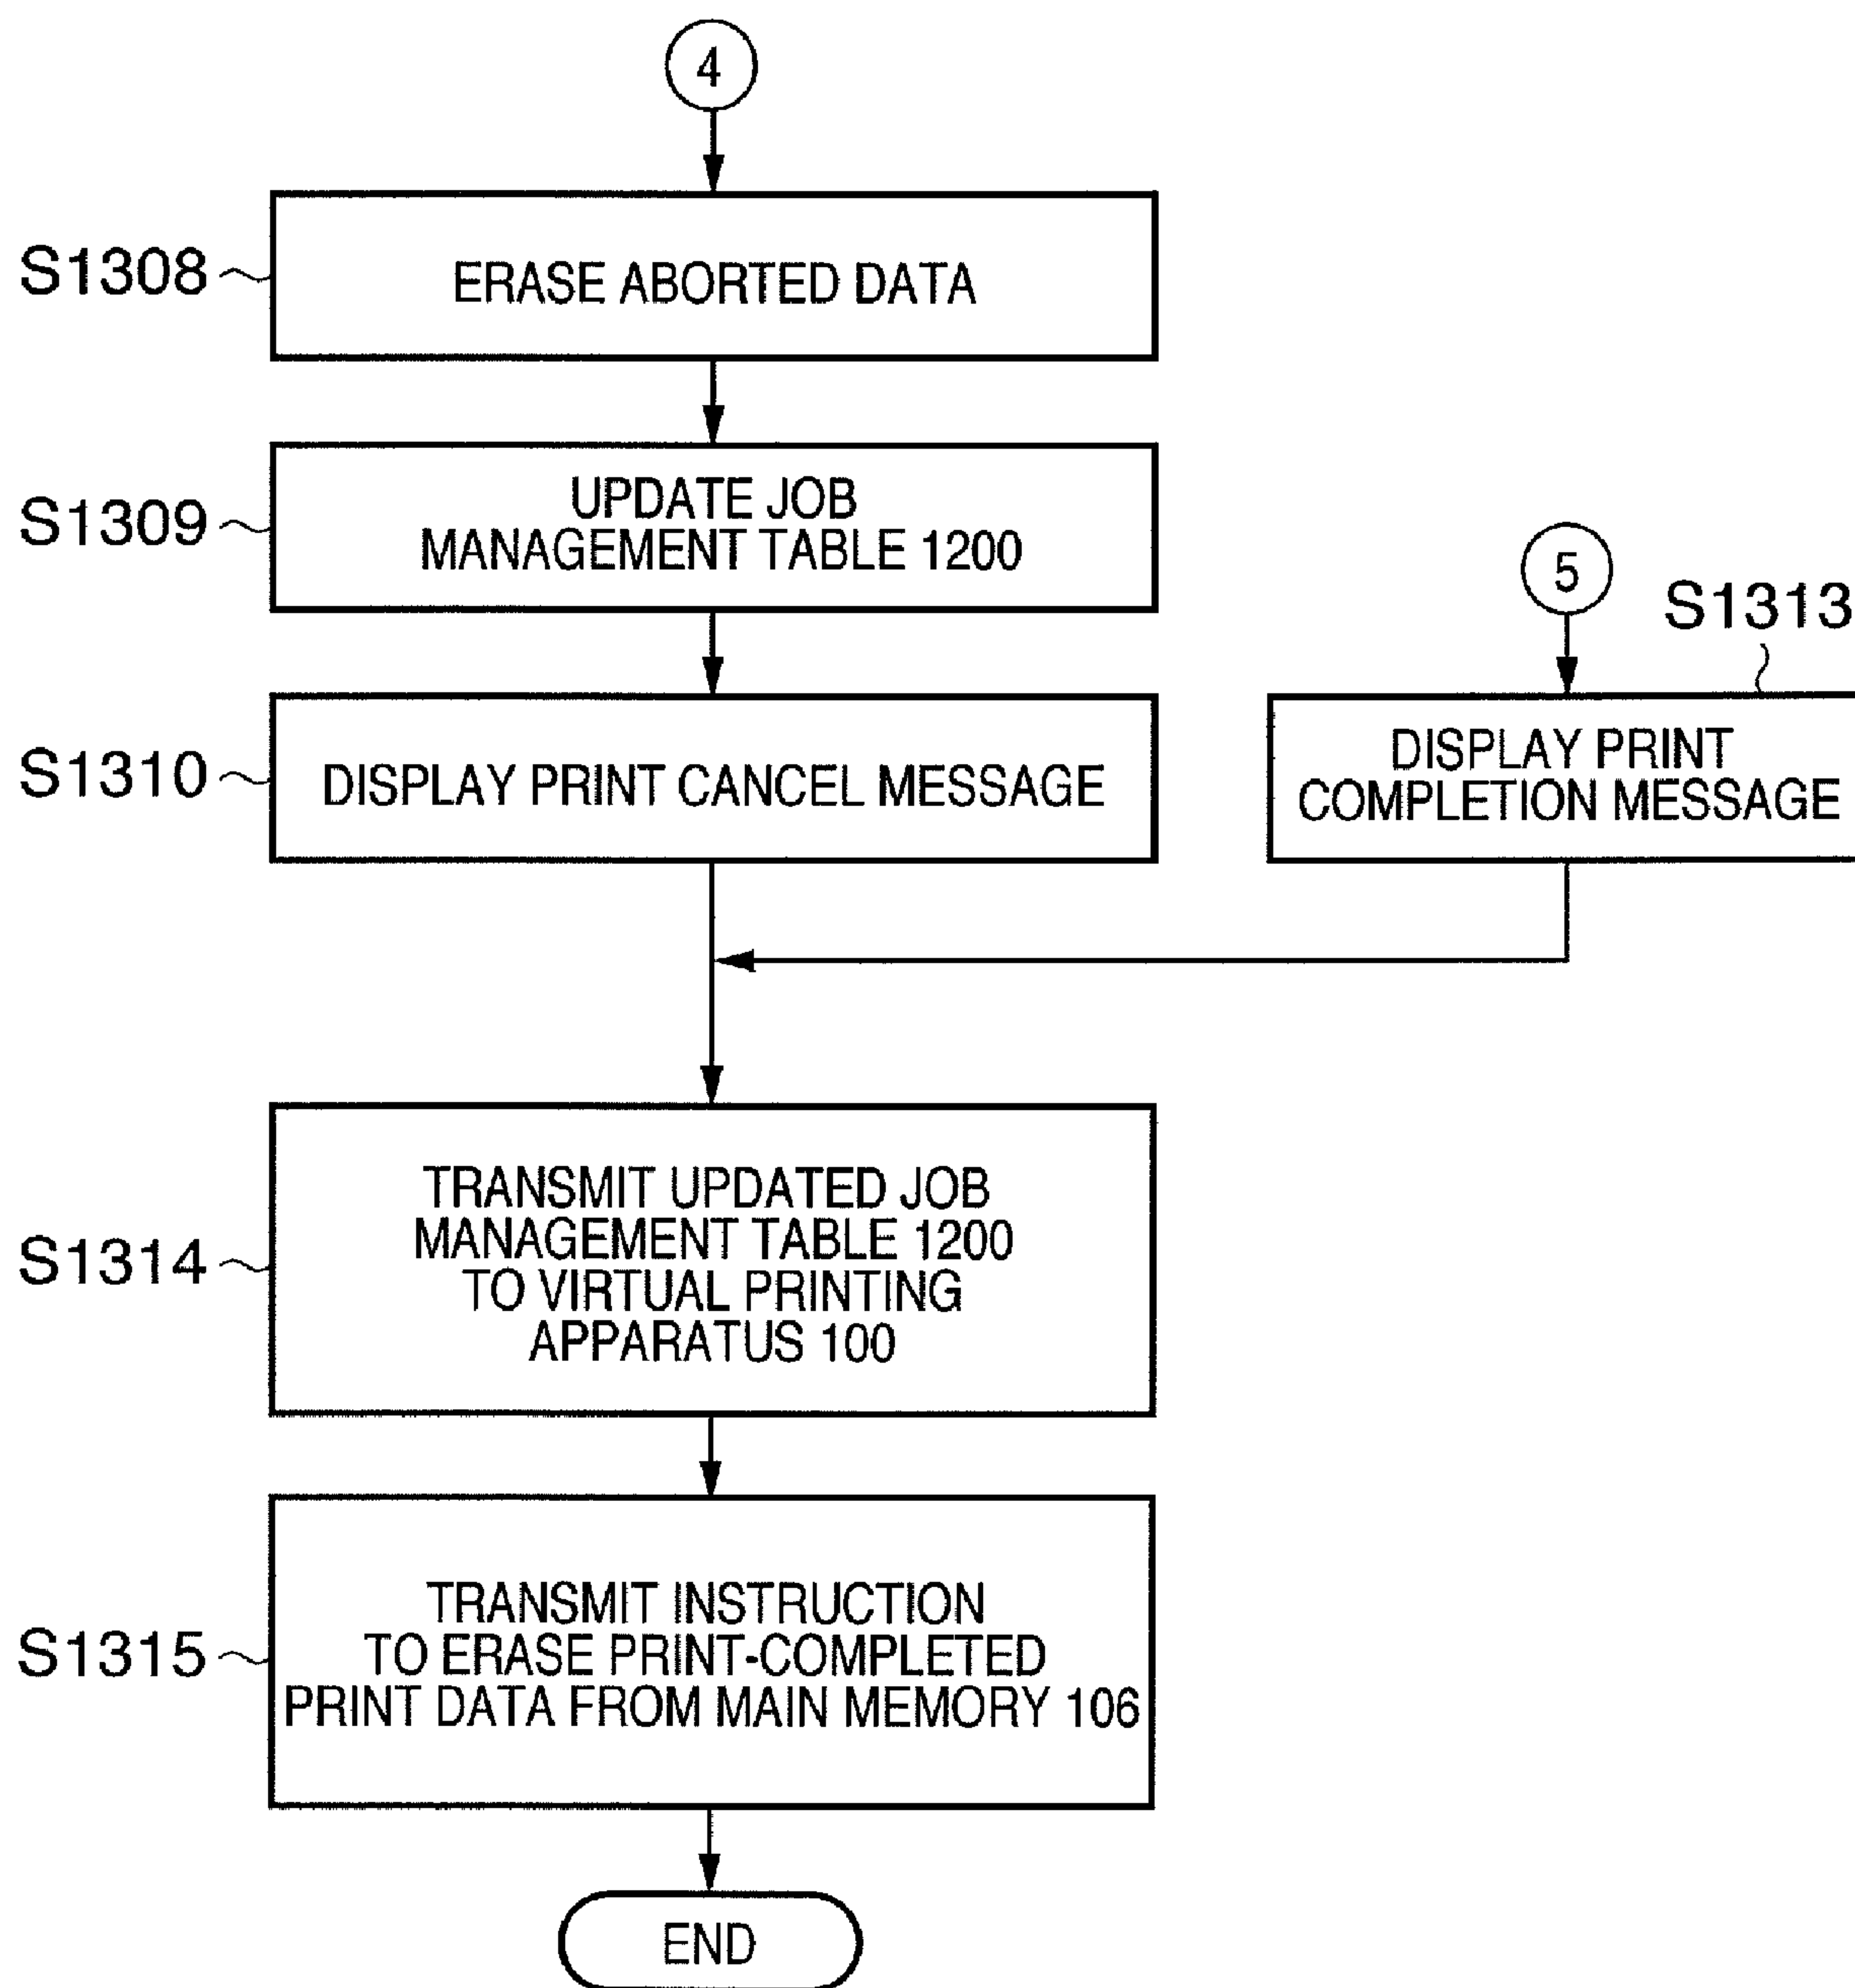 4
S1308
ERASE ABORTED DATA
S1309
UPDATE JOB
MANAGEMENT TABLE 1200
5
S1313
S1310
DISPLAY PRINT CANCEL MESSAGE
DISPLAY PRINT
COMPLETION MESSAGE
S1314
TRANSMIT UPDATED JOB
MANAGEMENT TABLE 1200
TO VIRTUAL PRINTING
APPARATUS 100
S1315
TRANSMIT INSTRUCTION
TO ERASE PRINT-COMPLETED
PRINT DATA FROM MAIN MEMORY 106
END